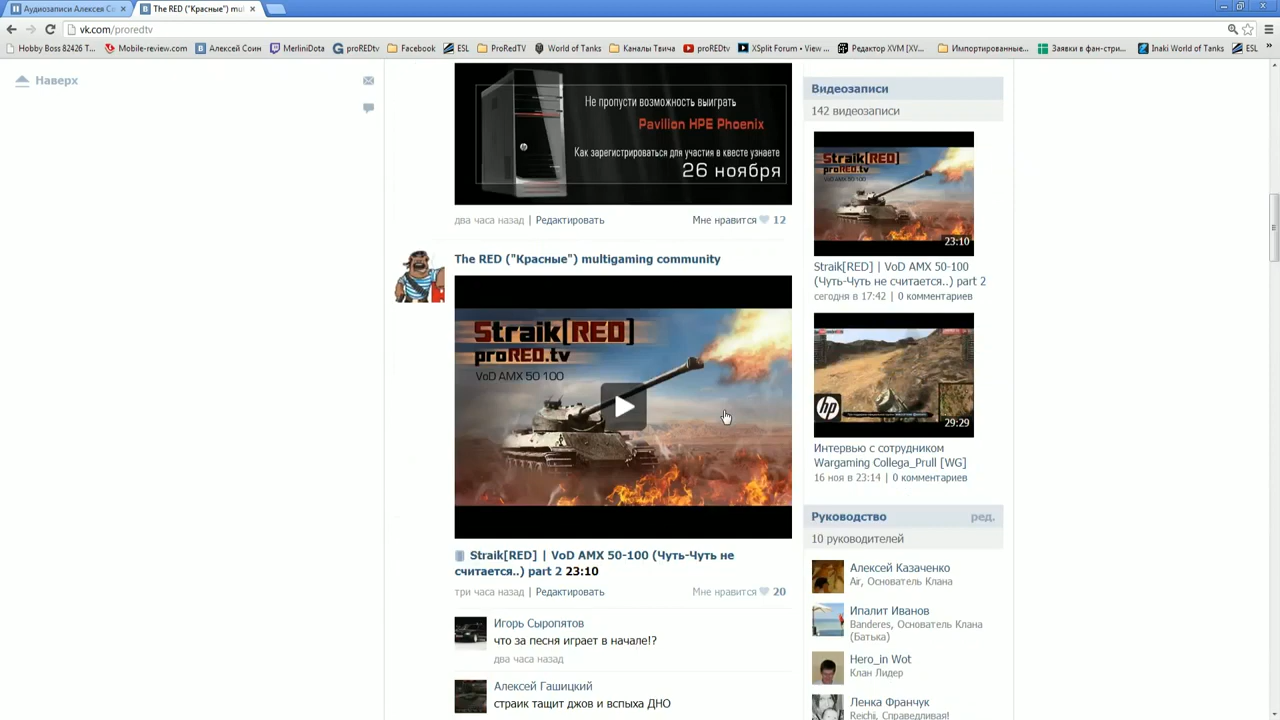 Аудиозаписи Алексея С
The RED ("Красные") mul
vk.com/proredtv
Hobby Boss 82426 T...
Mobile-review.com
Алексей Соин
MerliniDota
proREDtv
Facebook
ESL
ProRedTV
World of Tanks
Каналы Твича
proREDtv
XSplit Forum • View ...
Редактор XVM [XV...
Импортированные...
Заявки в фан-стри...
Inaki World of Tanks
ESL
»
Наверх
Не пропусти возможность выиграть
Pavilion HPE Phoenix
Как зарегистрироваться для участия в квесте узнаете
26 ноября
два часа назад | Редактировать
Мне нравится 12
The RED ("Красные") multigaming community
Straik[RED]
proRED.tv
VoD AMX 50 100
Straik[RED] | VoD AMX 50-100 (Чуть-Чуть не
считается..) part 2 23:10
три часа назад | Редактировать
Мне нравится 20
Игорь Сыропятов
что за песня играет в начале!?
два часа назад
Алексей Гашицкий
страик тащит джов и вспыха ДНО
Видеозаписи
142 видеозаписи
Straik[RED]
proRED.tv
VoD AMX 50 100
23:10
Straik[RED] | VoD AMX 50-100
(Чуть-Чуть не считается..) part 2
сегодня в 17:42 | 0 комментариев
hp
29:29
Интервью с сотрудником
Wargaming Collega_Prull [WG]
16 ноя в 23:14 | 0 комментариев
Руководство
ред.
10 руководителей
Алексей Казаченко
Air, Основатель Клана
Ипалит Иванов
Banderes, Основатель Клана
(Батька)
Hero_in Wot
Клан Лидер
Ленка Франчук
Reichi, Справедливая!